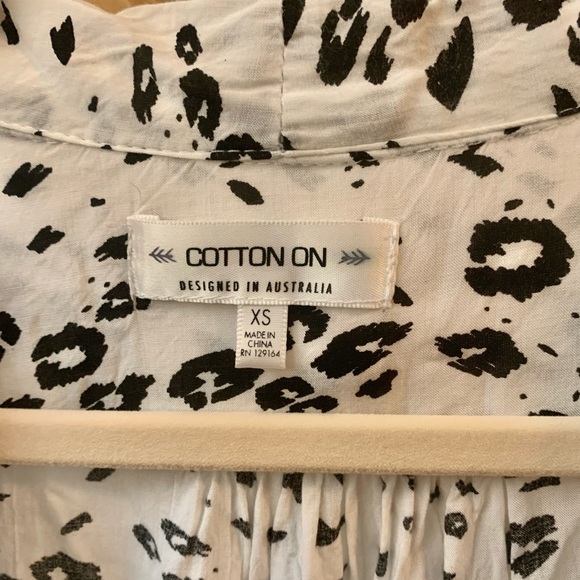 COTTON ON
DESIGNED IN AUSTRALIA
XS
MADE IN
CHINA
RN 129164